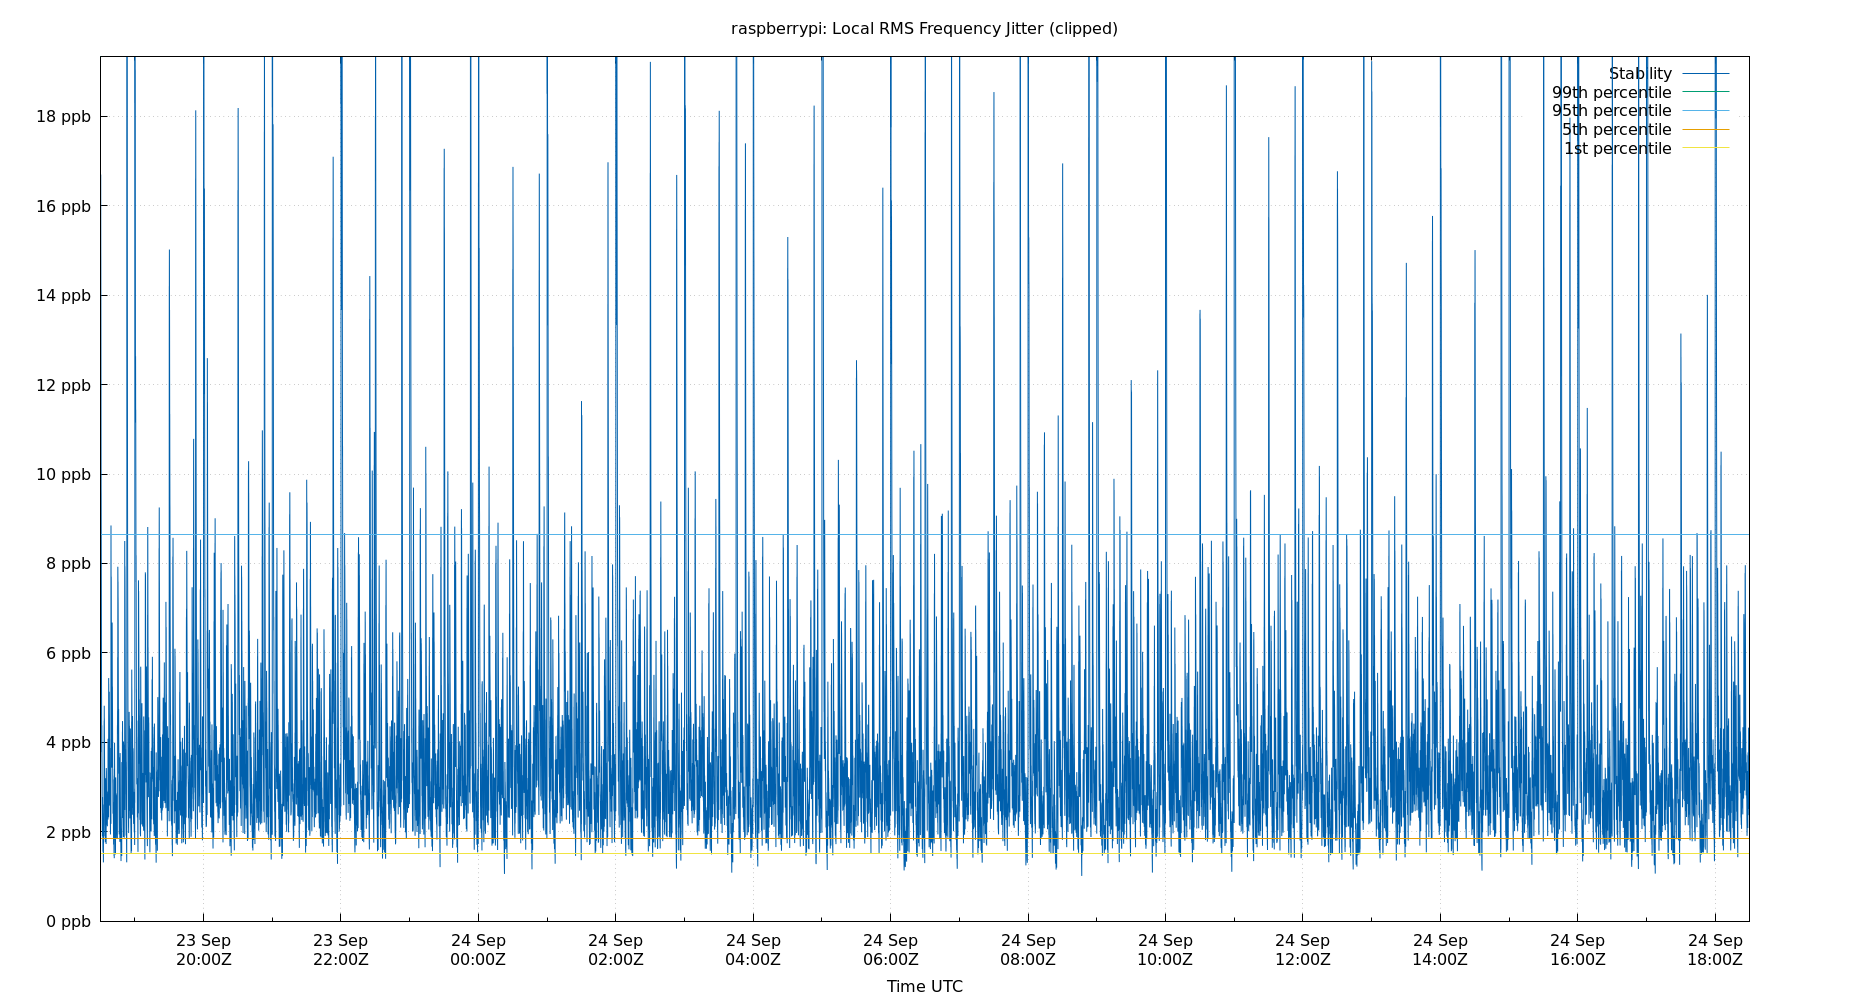 raspberrypi: Local RMS Frequency Jitter (clipped)
Stability
99th percentile
95th percentile
5th percentile
1st percentile
18 ppb
16 ppb
14 ppb
12 ppb
10 ppb
8 ppb
6 ppb
4 ppb
2 ppb
0 ppb
23 Sep 23 Sep 24 Sep 24 Sep 24 Sep 24 Sep 24 Sep 24 Sep 24 Sep 24 Sep 24 Sep 24 Sep
20:00Z 22:00Z 00:00Z 02:00Z 04:00Z 06:00Z 08:00Z 10:00Z 12:00Z 14:00Z 16:00Z 18:00Z
Time UTC